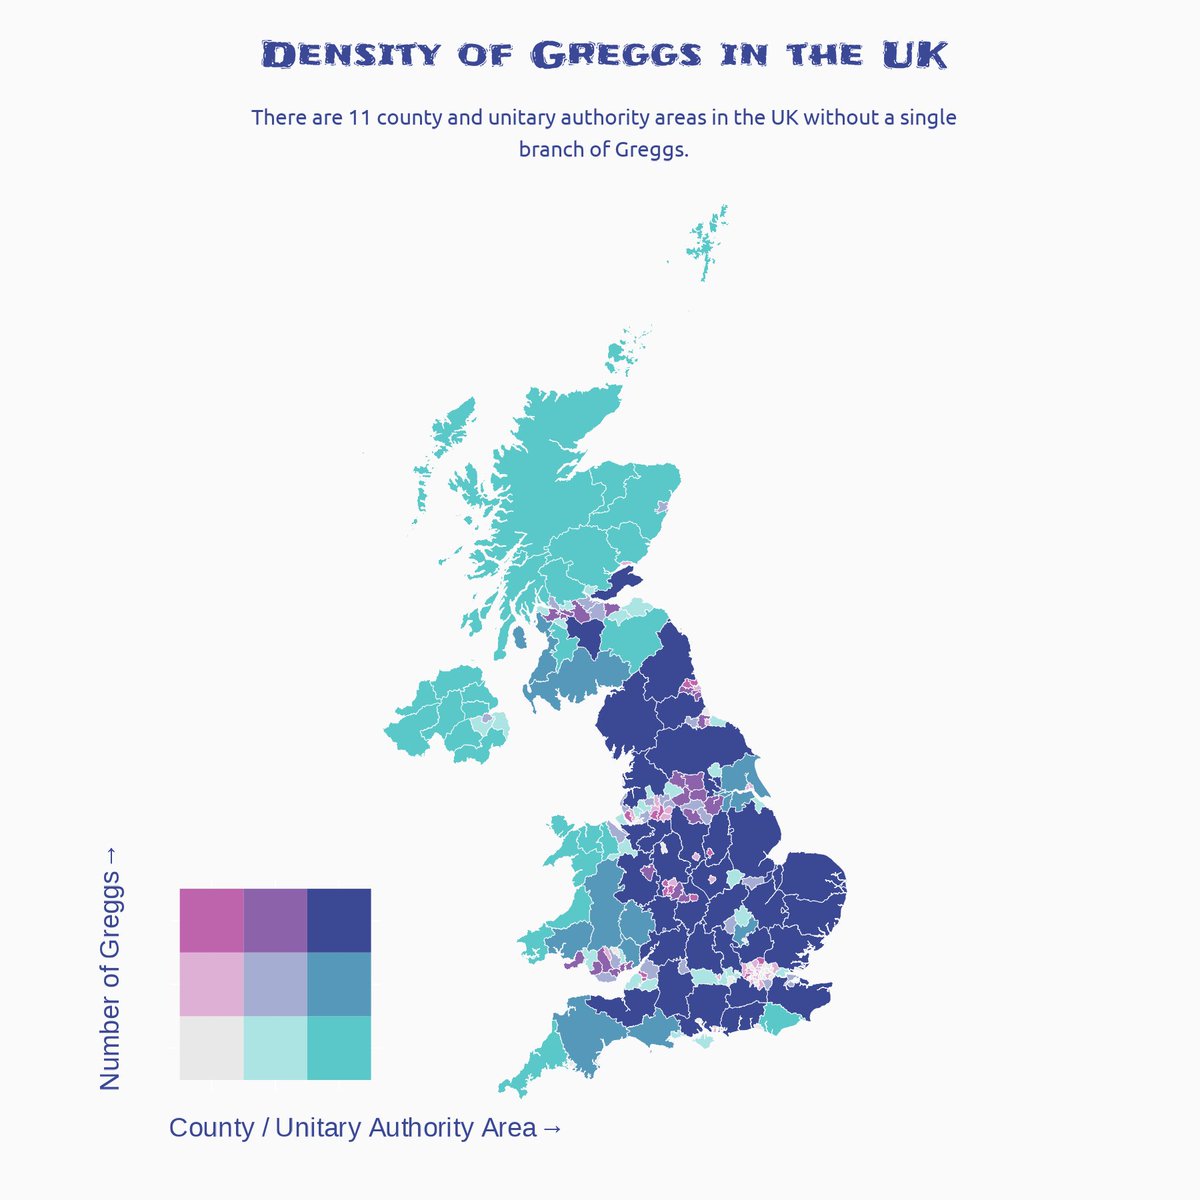 Density of Greggs in the UK
There are 11 county and unitary authority areas in the UK without a single
branch of Greggs.
Number of Greggs →
County / Unitary Authority Area →